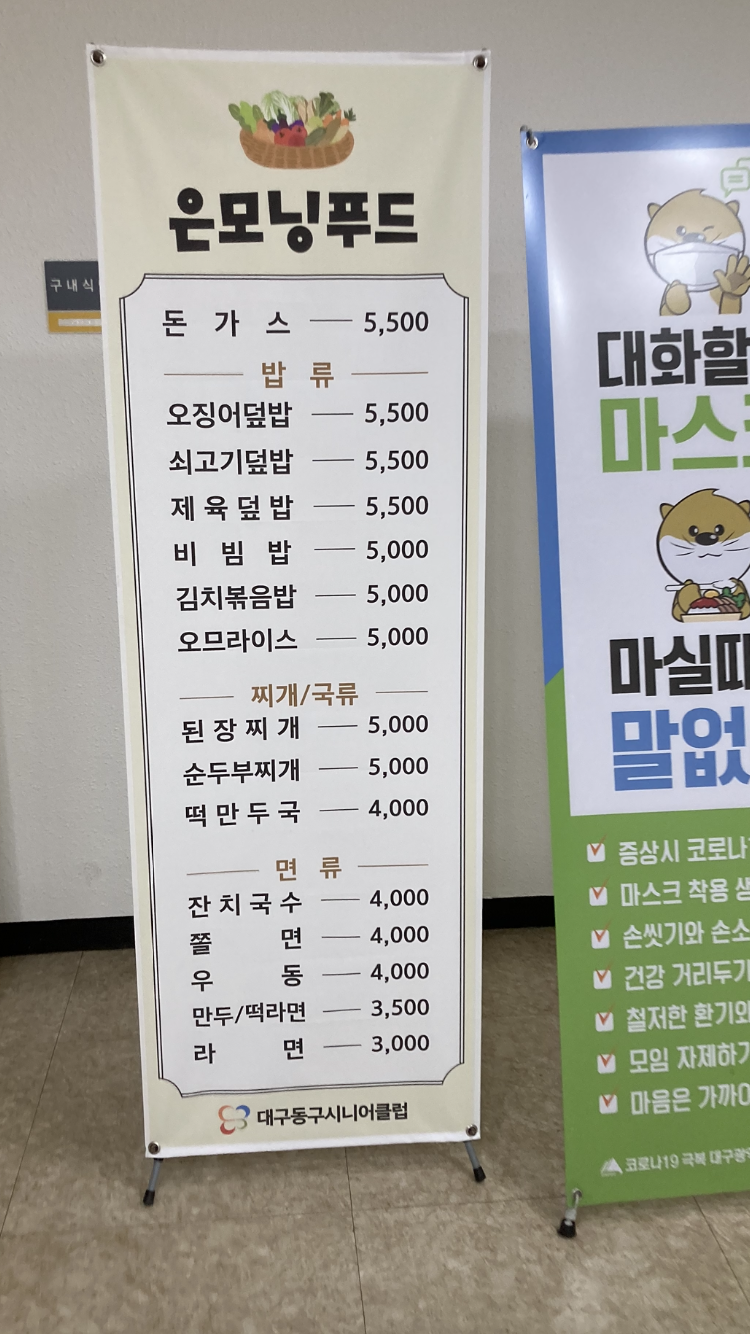 은모닝푸드
돈 가 스 — 5,500
밥 류
오징어덮밥 — 5,500
쇠고기덮밥 — 5,500
제육덮밥 — 5,500
비 빔 밥 — 5,000
김치볶음밥 — 5,000
오므라이스 — 5,000
찌개/국류
된장찌개 — 5,000
순두부찌개 — 5,000
떡만두국 — 4,000
면 류
잔치국수 — 4,000
쫄 면 — 4,000
우 동 — 4,000
만두/떡라면 — 3,500
라 면 — 3,000
대구동구시니어클럽
구내식
대화할
마스크
마실때
말없
증상시 코로나
마스크 착용
손씻기와 손소
건강 거리두기
철저한 환기와
모임 자제하기
마음은 가까이
코로나19 극복 대구광역